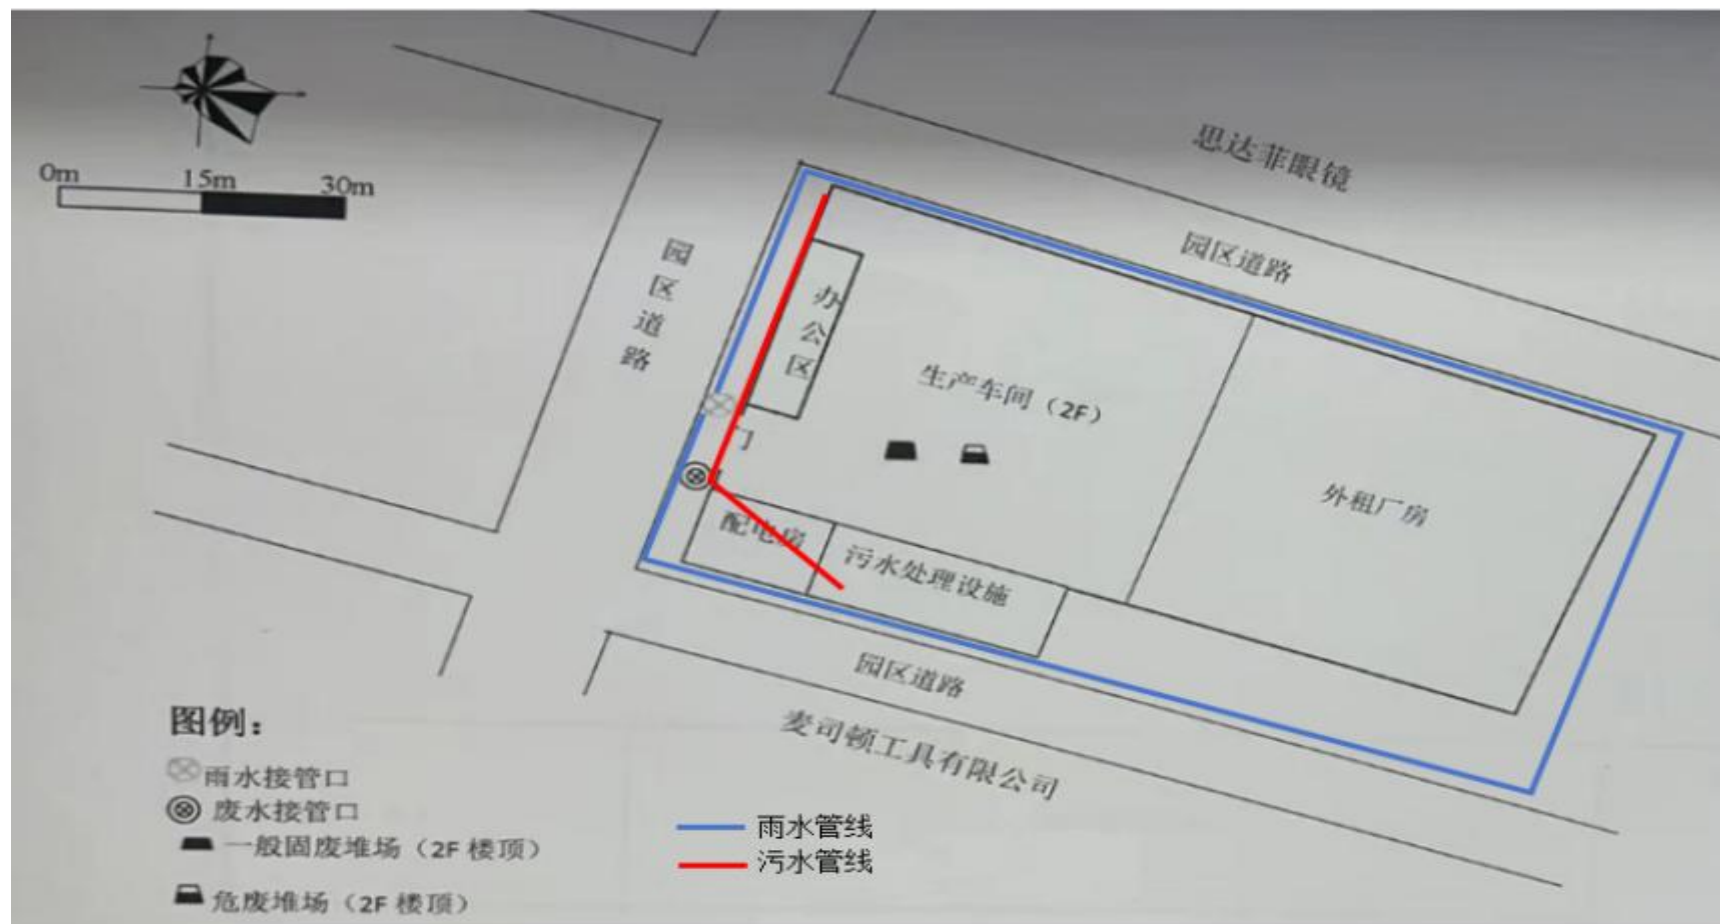 0m 15m 30m
思达菲眼镜
园区道路
园区道路
办公区
生产车间（2F）
门
外租厂房
配电房
污水处理设施
园区道路
麦司顿工具有限公司
图例：
雨水接管口
废水接管口
一般固废堆场（2F 楼顶）
危废堆场（2F 楼顶）
雨水管线
污水管线